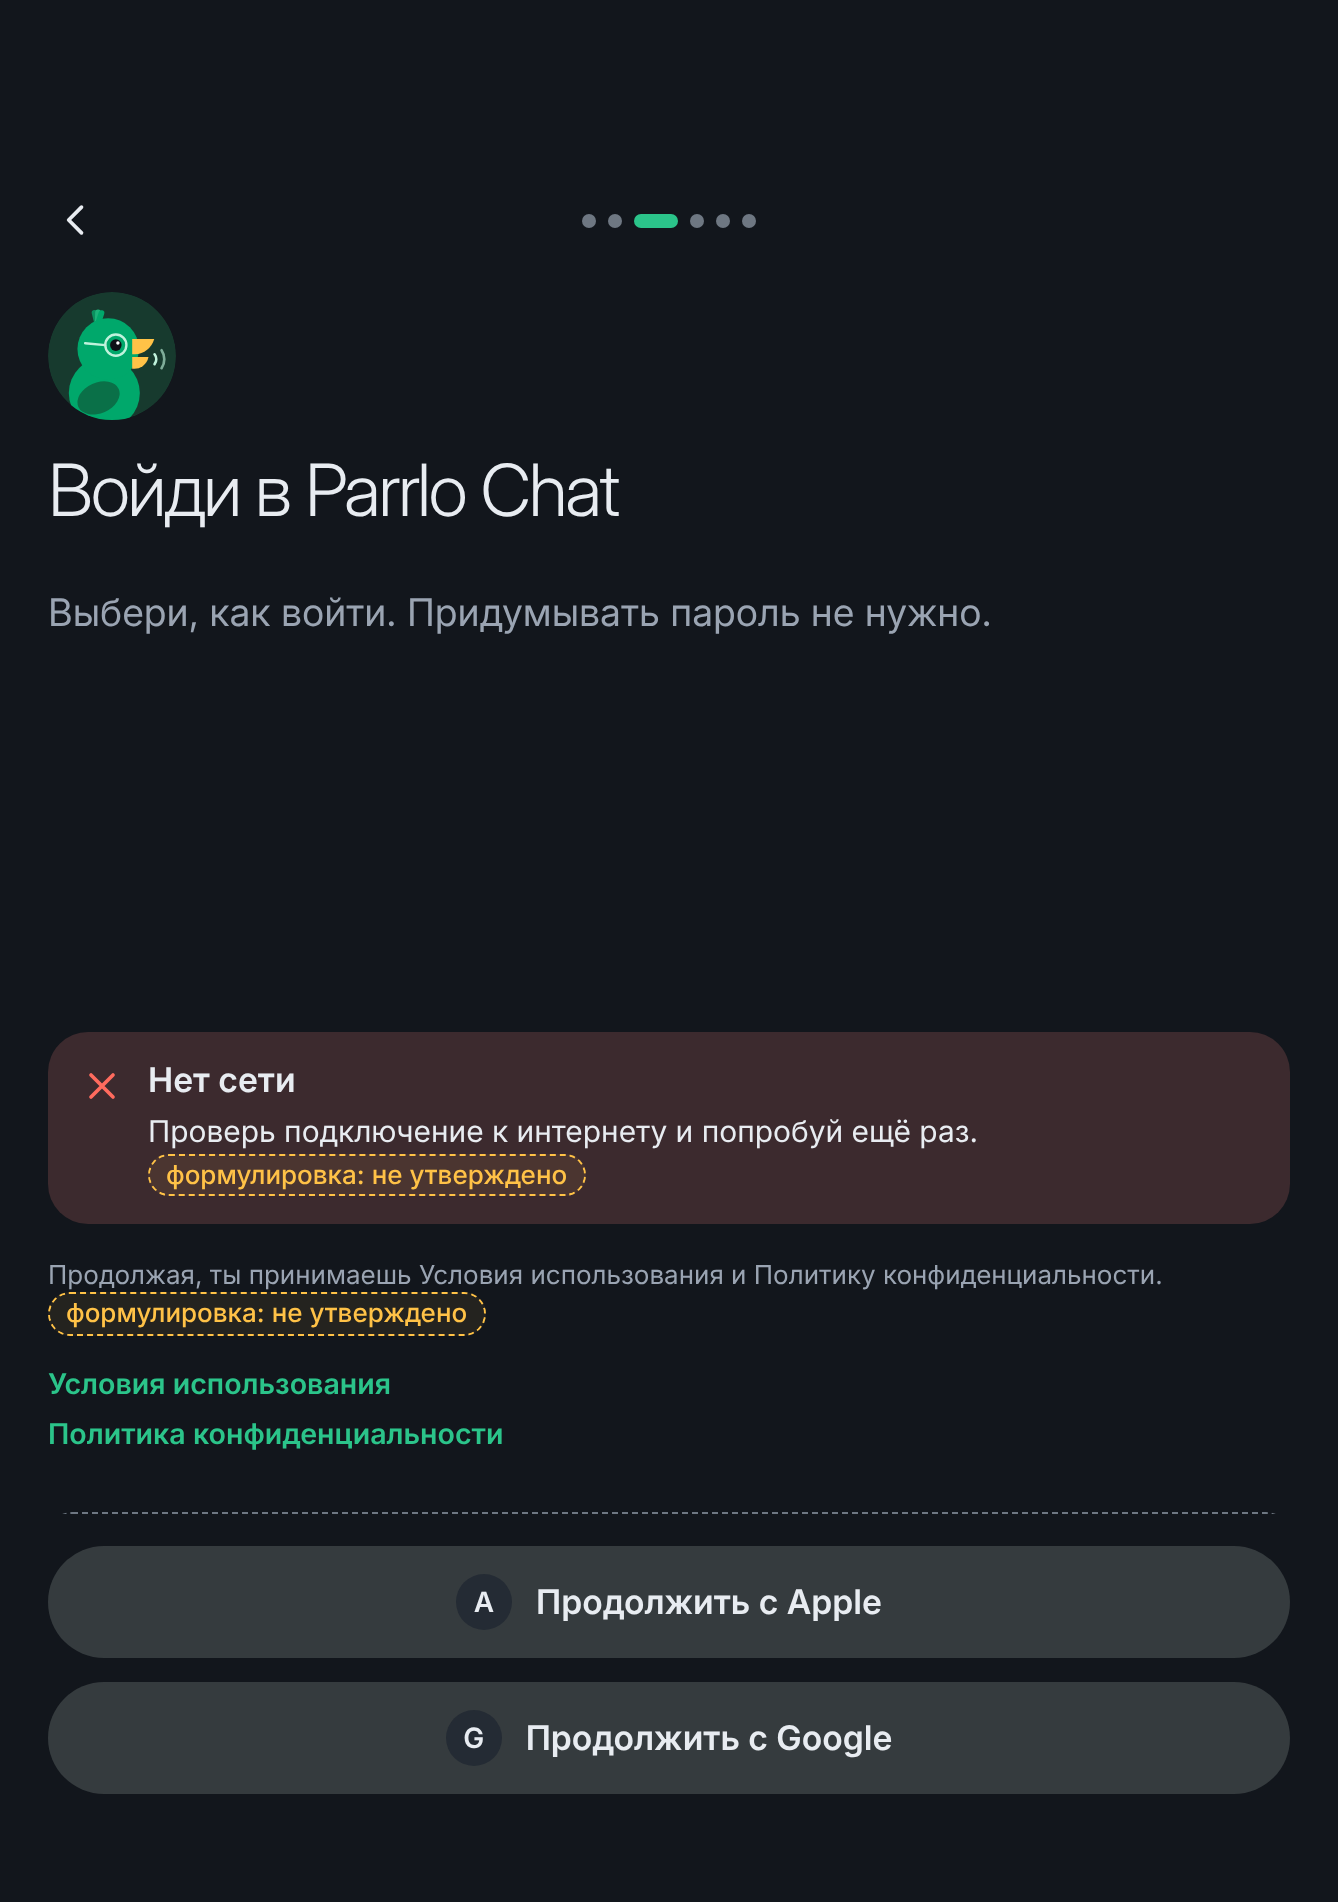 Войди в Parrlo Chat
Выбери, как войти. Придумывать пароль не нужно.
Нет сети
Проверь подключение к интернету и попробуй ещё раз.
формулировка: не утверждено
Продолжая, ты принимаешь Условия использования и Политику конфиденциальности.
формулировка: не утверждено
Условия использования
Политика конфиденциальности
A Продолжить с Apple
G Продолжить с Google